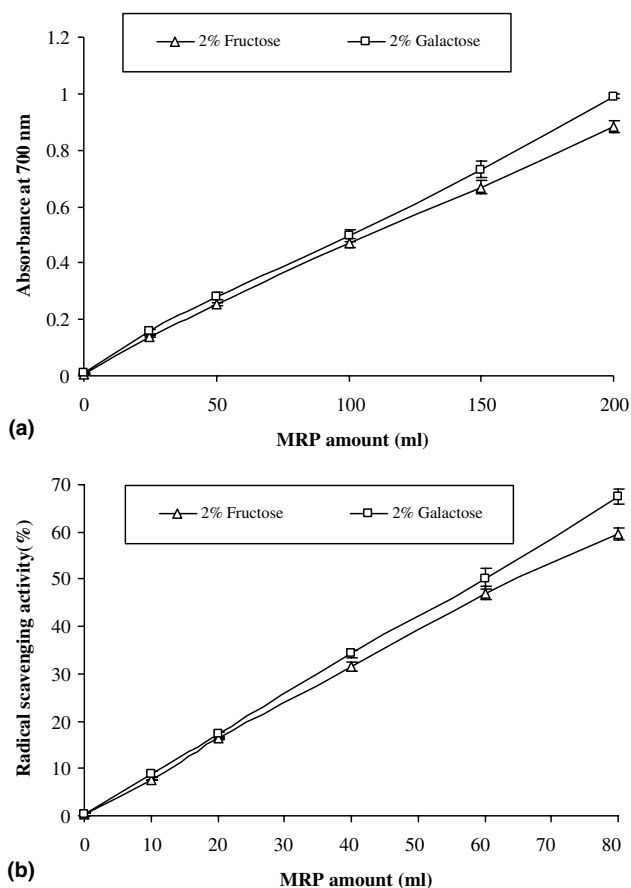 2% Fructose 2% Galactose
1.2
1
0.8
0.6
0.4
0.2
0
Absorbance at 700 nm
0 50 100 150 200
MRP amount (ml)
(a)
2% Fructose 2% Galactose
70
60
50
40
30
20
10
0
Radical scavenging activity(%)
0 10 20 30 40 50 60 70 80
MRP amount (ml)
(b)